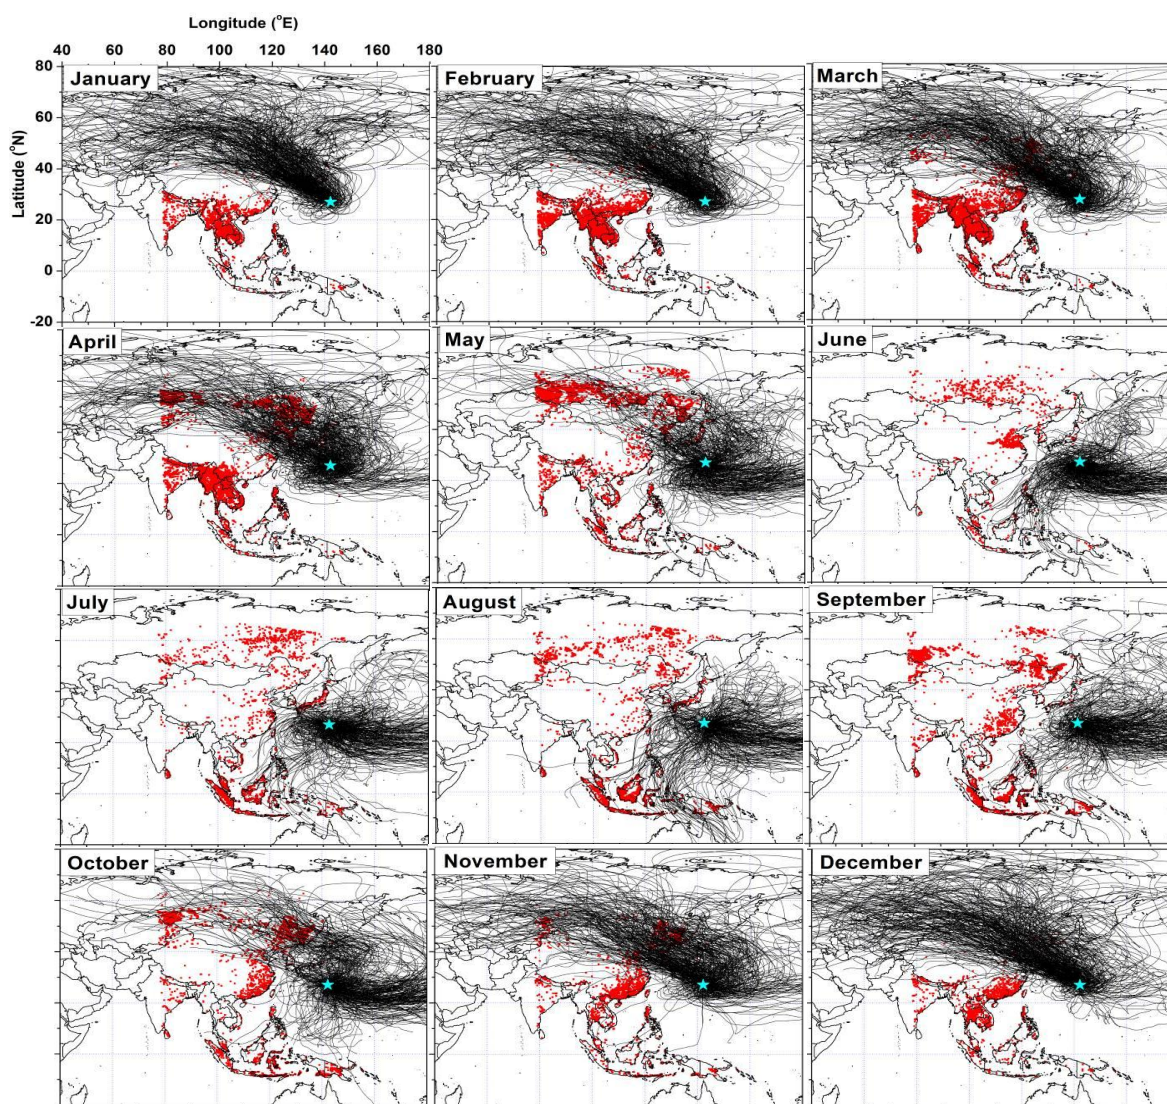 Longitude (°E)
40 60 80 100 120 140 160 180
Latitude (°N)
80
60
40
20
0
-20
January
February
March
April
May
June
July
August
September
October
November
December